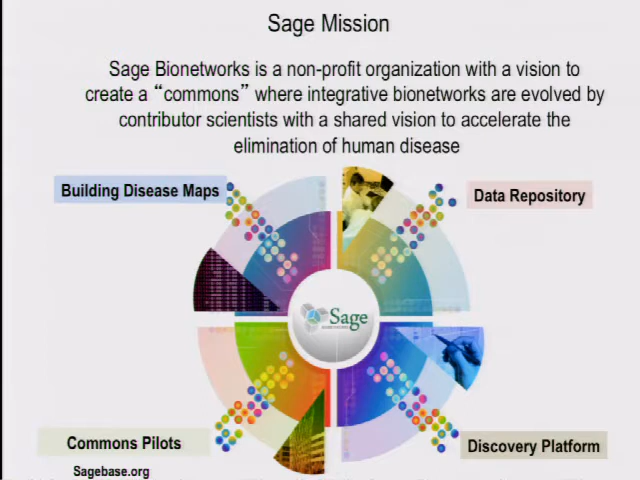 Sage Mission
Sage Bionetworks is a non-profit organization with a vision to
create a “commons” where integrative bionetworks are evolved by
contributor scientists with a shared vision to accelerate the
elimination of human disease
Building Disease Maps
Data Repository
Sage
Commons Pilots
Discovery Platform
Sagebase.org